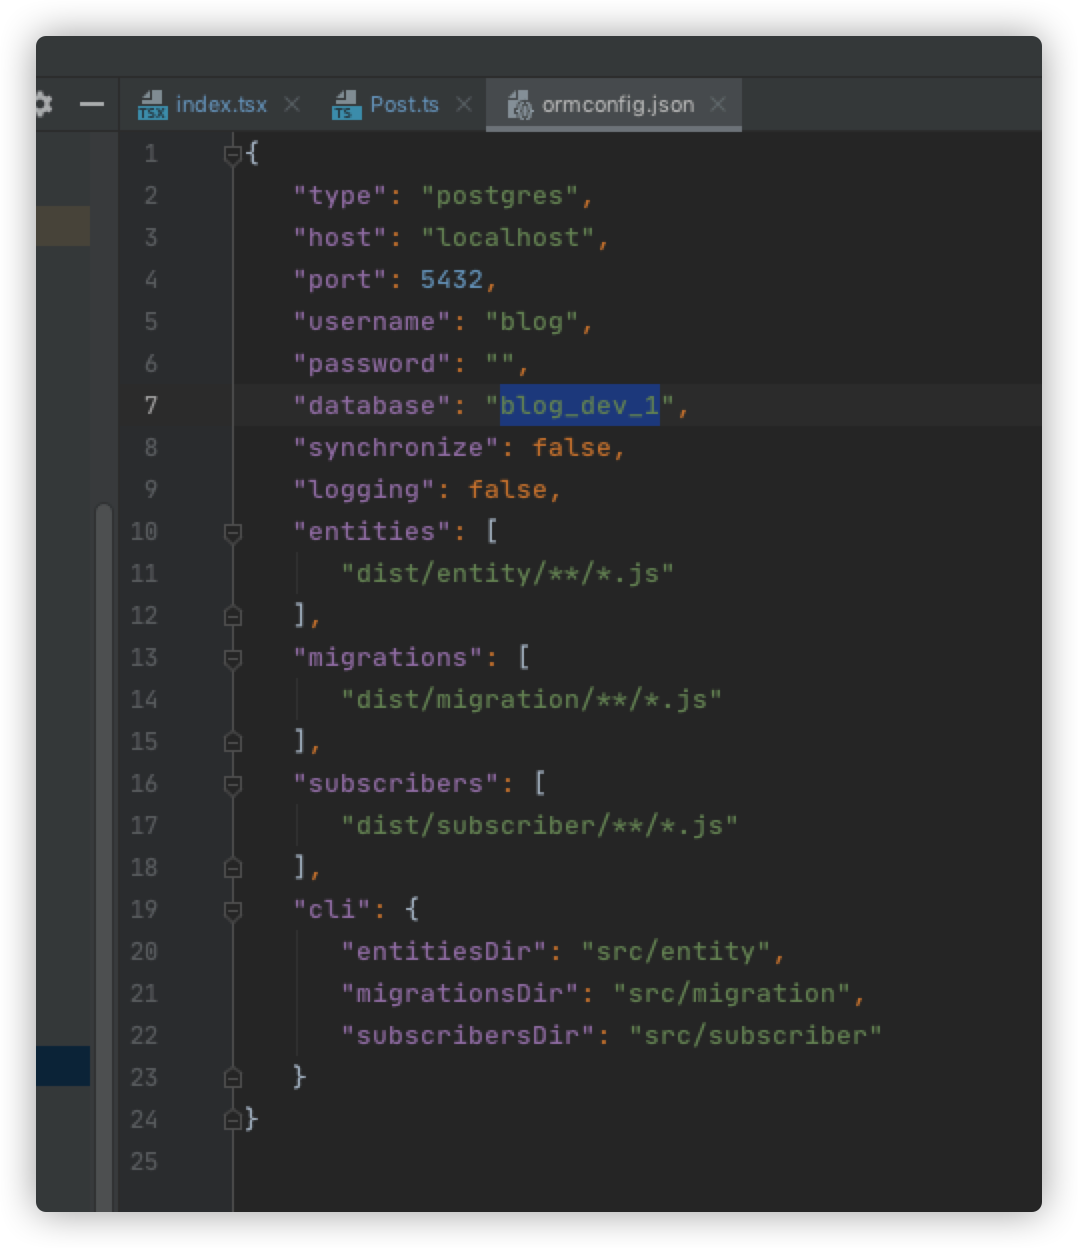 index.tsx Post.ts ormconfig.json
TSX TS
1 {
2 "type": "postgres",
3 "host": "localhost",
4 "port": 5432,
5 "username": "blog",
6 "password": "",
7 "database": "blog_dev_1",
8 "synchronize": false,
9 "logging": false,
10 "entities": [
11 "dist/entity/**/*.js"
12 ],
13 "migrations": [
14 "dist/migration/**/*.js"
15 ],
16 "subscribers": [
17 "dist/subscriber/**/*.js"
18 ],
19 "cli": {
20 "entitiesDir": "src/entity",
21 "migrationsDir": "src/migration",
22 "subscribersDir": "src/subscriber"
23 }
24 }
25